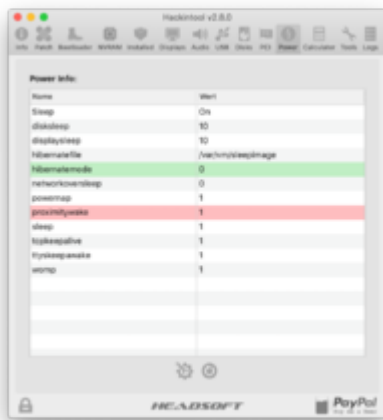 Hackintool v2.8.0
Info Patch Bootloader NVRAM Installed Displays Audio USB Disks PCI Power Calculator Tools Logs
Power Info:
Name Wert
Sleep On
disksleep 10
displaysleep 10
hibernatefile /var/vm/sleepimage
hibernatemode 0
networkoversleep 0
powernap 1
proximitywake 1
sleep 1
tcpkeepalive 1
ttyskeepawake 1
womp 1
HEADSOFT
PayPal